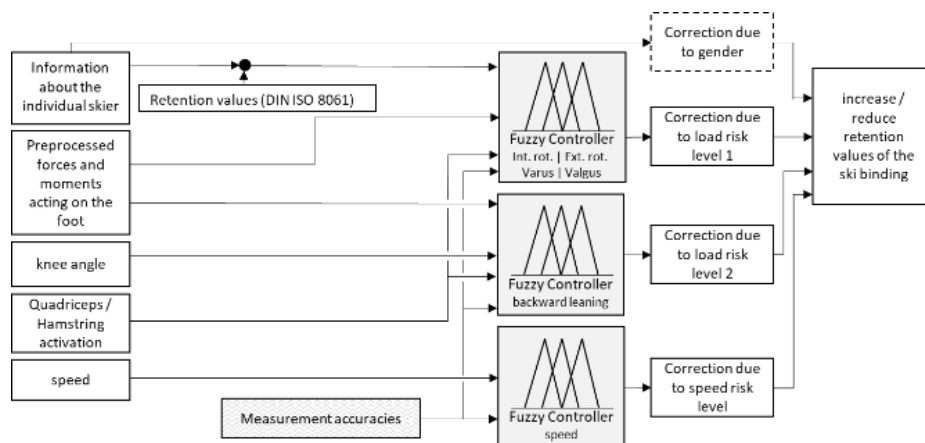 Information
about the
individual skier
Retention values (DIN ISO 8061)
Preprocessed
forces and
moments
acting on the
foot
knee angle
Quadriceps /
Hamstring
activation
speed
Measurement accuracies
Fuzzy Controller
Int. rot. | Ext. rot.
Varus | Valgus
Fuzzy Controller
backward leaning
Fuzzy Controller
speed
Correction due
to gender
Correction due
to load risk
level 1
Correction due
to load risk
level 2
Correction due
to speed risk
level
increase /
reduce
retention
values of the
ski binding